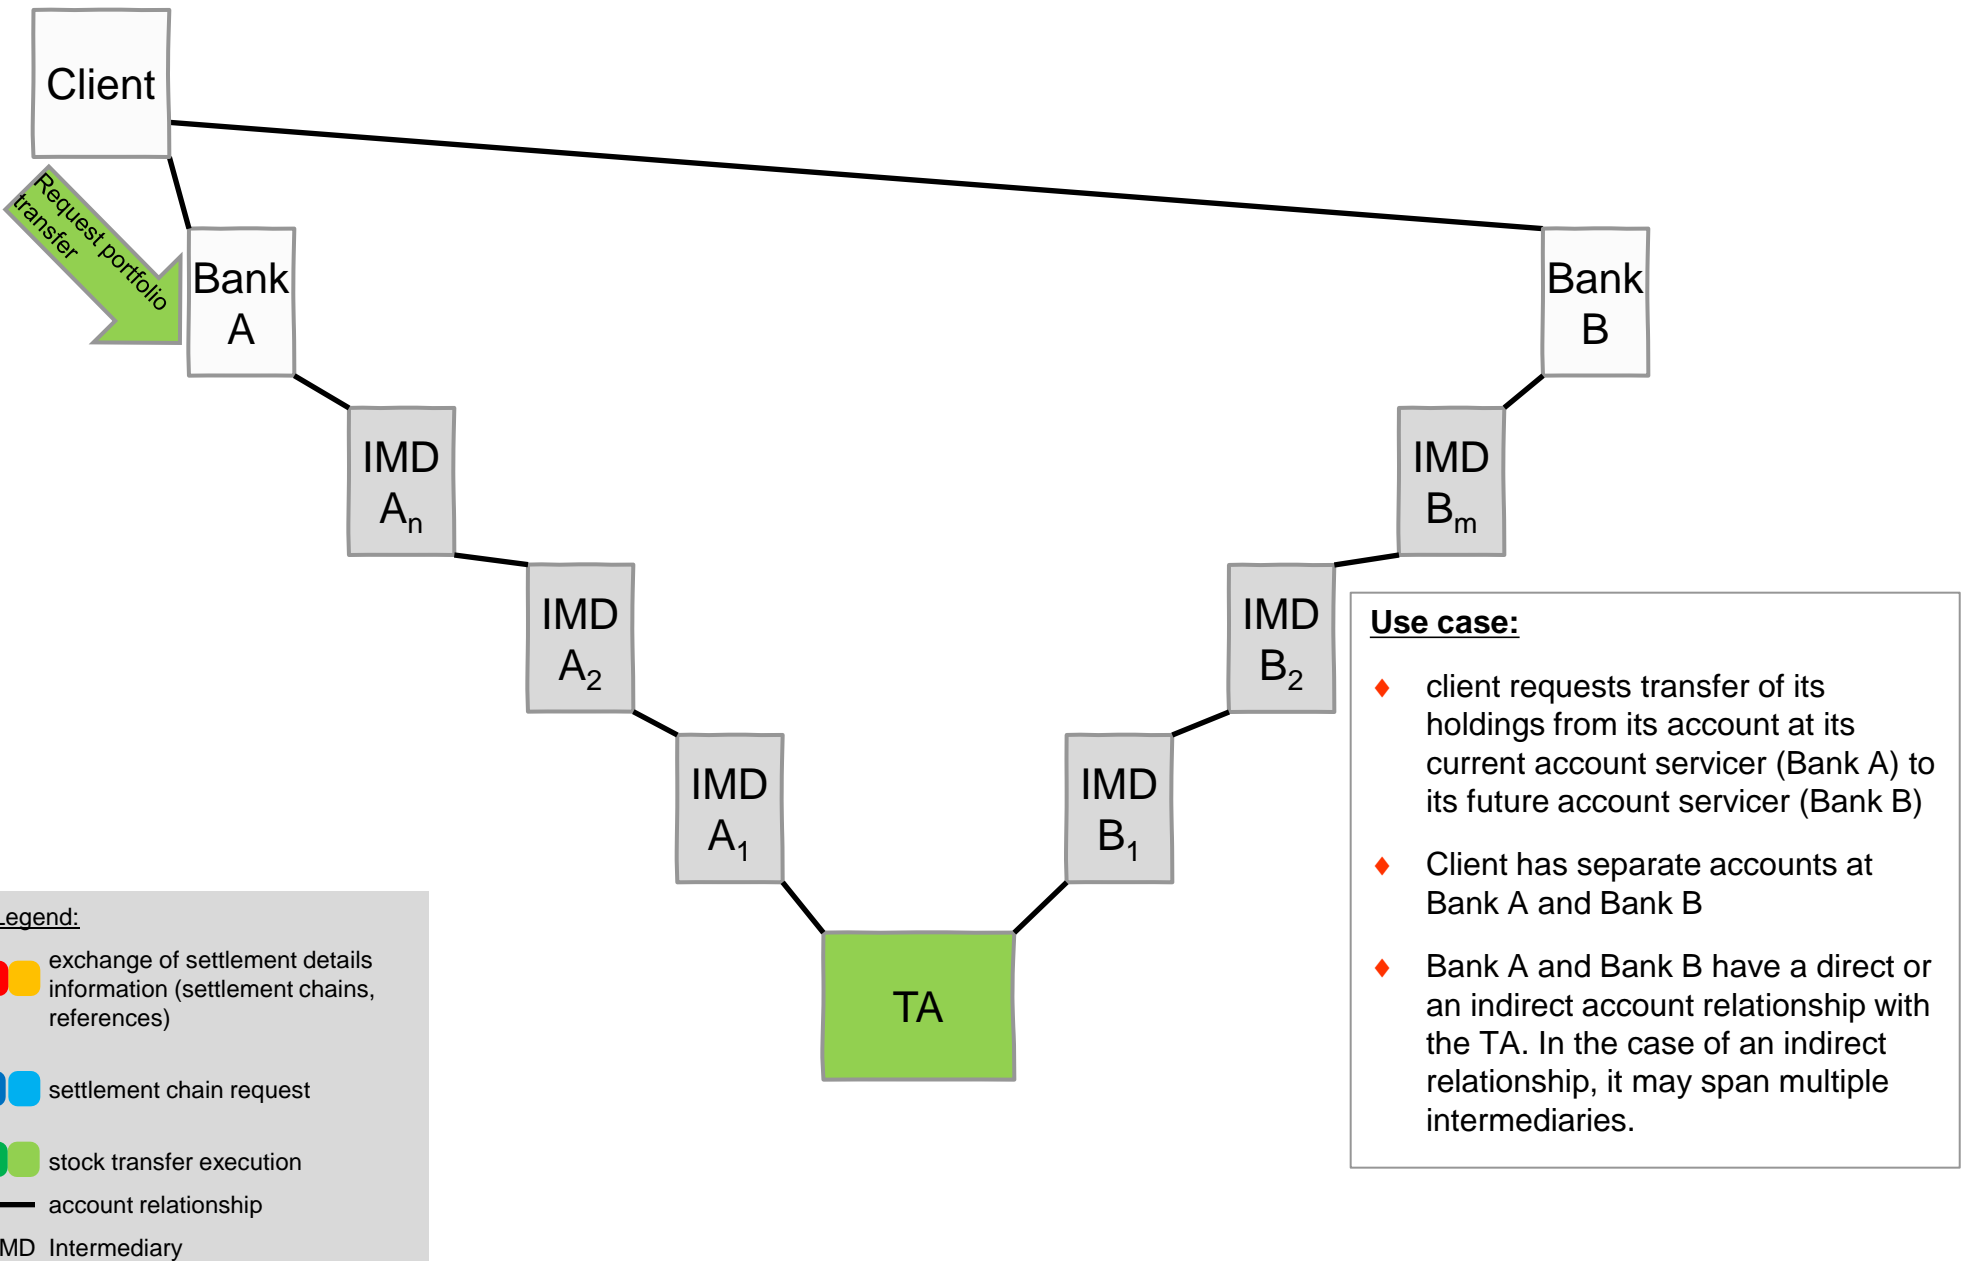 Client
Request portfolio
transfer
Bank
A
Bank
B
IMD
Aₙ
IMD
Bₘ
IMD
A₂
IMD
B₂
IMD
A₁
IMD
B₁
TA
Use case:
♦ client requests transfer of its
holdings from its account at its
current account servicer (Bank A) to
its future account servicer (Bank B)
♦ Client has separate accounts at
Bank A and Bank B
♦ Bank A and Bank B have a direct or
an indirect account relationship with
the TA. In the case of an indirect
relationship, it may span multiple
intermediaries.
Legend:
exchange of settlement details
information (settlement chains,
references)
settlement chain request
stock transfer execution
account relationship
MD Intermediary